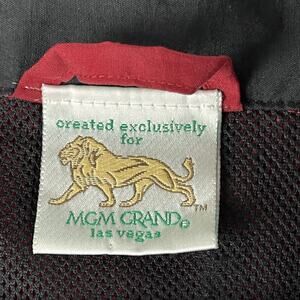 created exclusively
for
TM
MGM GRAND®
las vegas